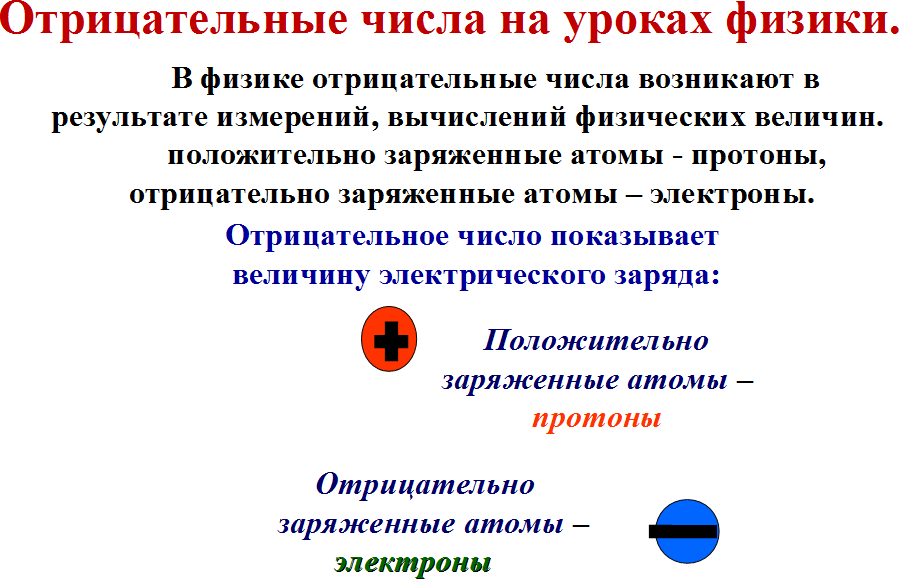 Отрицательные числа на уроках физики.
В физике отрицательные числа возникают в
результате измерений, вычислений физических величин.
положительно заряженные атомы - протоны,
отрицательно заряженные атомы – электроны.
Отрицательное число показывает
величину электрического заряда:
Положительно
заряженные атомы –
протоны
Отрицательно
заряженные атомы –
электроны